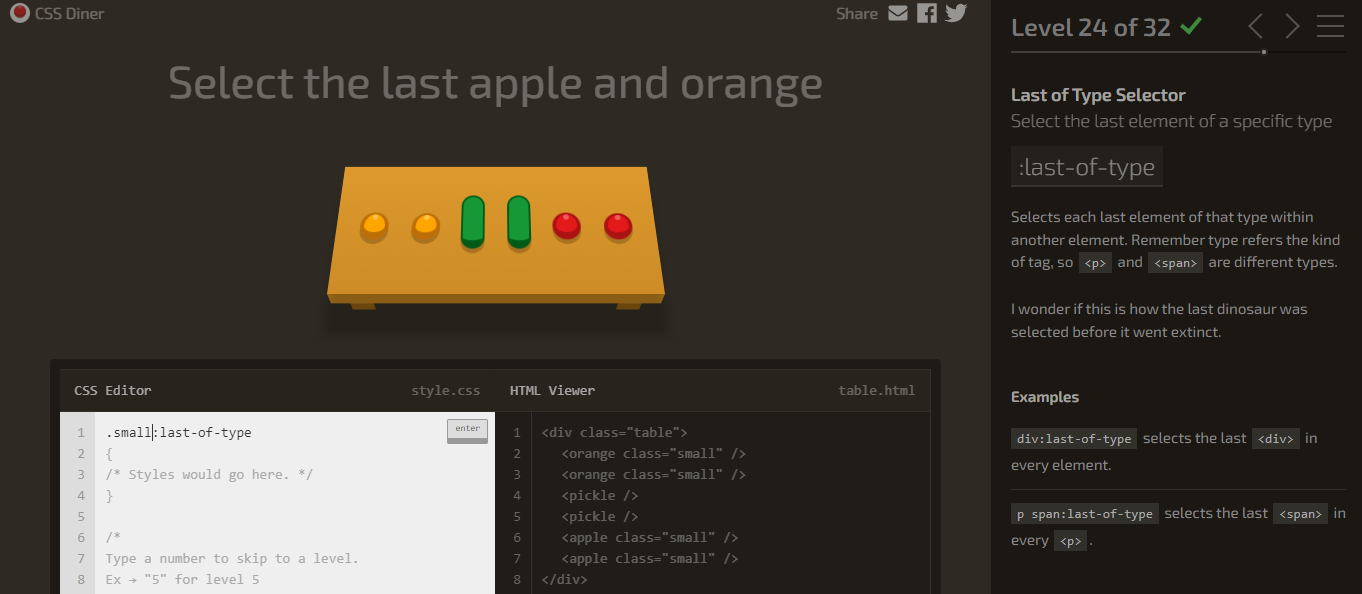 CSS Diner
Share
Select the last apple and orange
CSS Editor
style.css
1 .small:last-of-type
enter
2 {
3 /* Styles would go here. */
4 }
5
6 /*
7 Type a number to skip to a level.
8 Ex → "5" for level 5
HTML Viewer
table.html
1 <div class="table">
2 <orange class="small" />
3 <orange class="small" />
4 <pickle />
5 <pickle />
6 <apple class="small" />
7 <apple class="small" />
8 </div>
Level 24 of 32
Last of Type Selector
Select the last element of a specific type
:last-of-type
Selects each last element of that type within
another element. Remember type refers the kind
of tag, so <p> and <span> are different types.
I wonder if this is how the last dinosaur was
selected before it went extinct.
Examples
div:last-of-type selects the last <div> in
every element.
p span:last-of-type selects the last <span> in
every <p>.